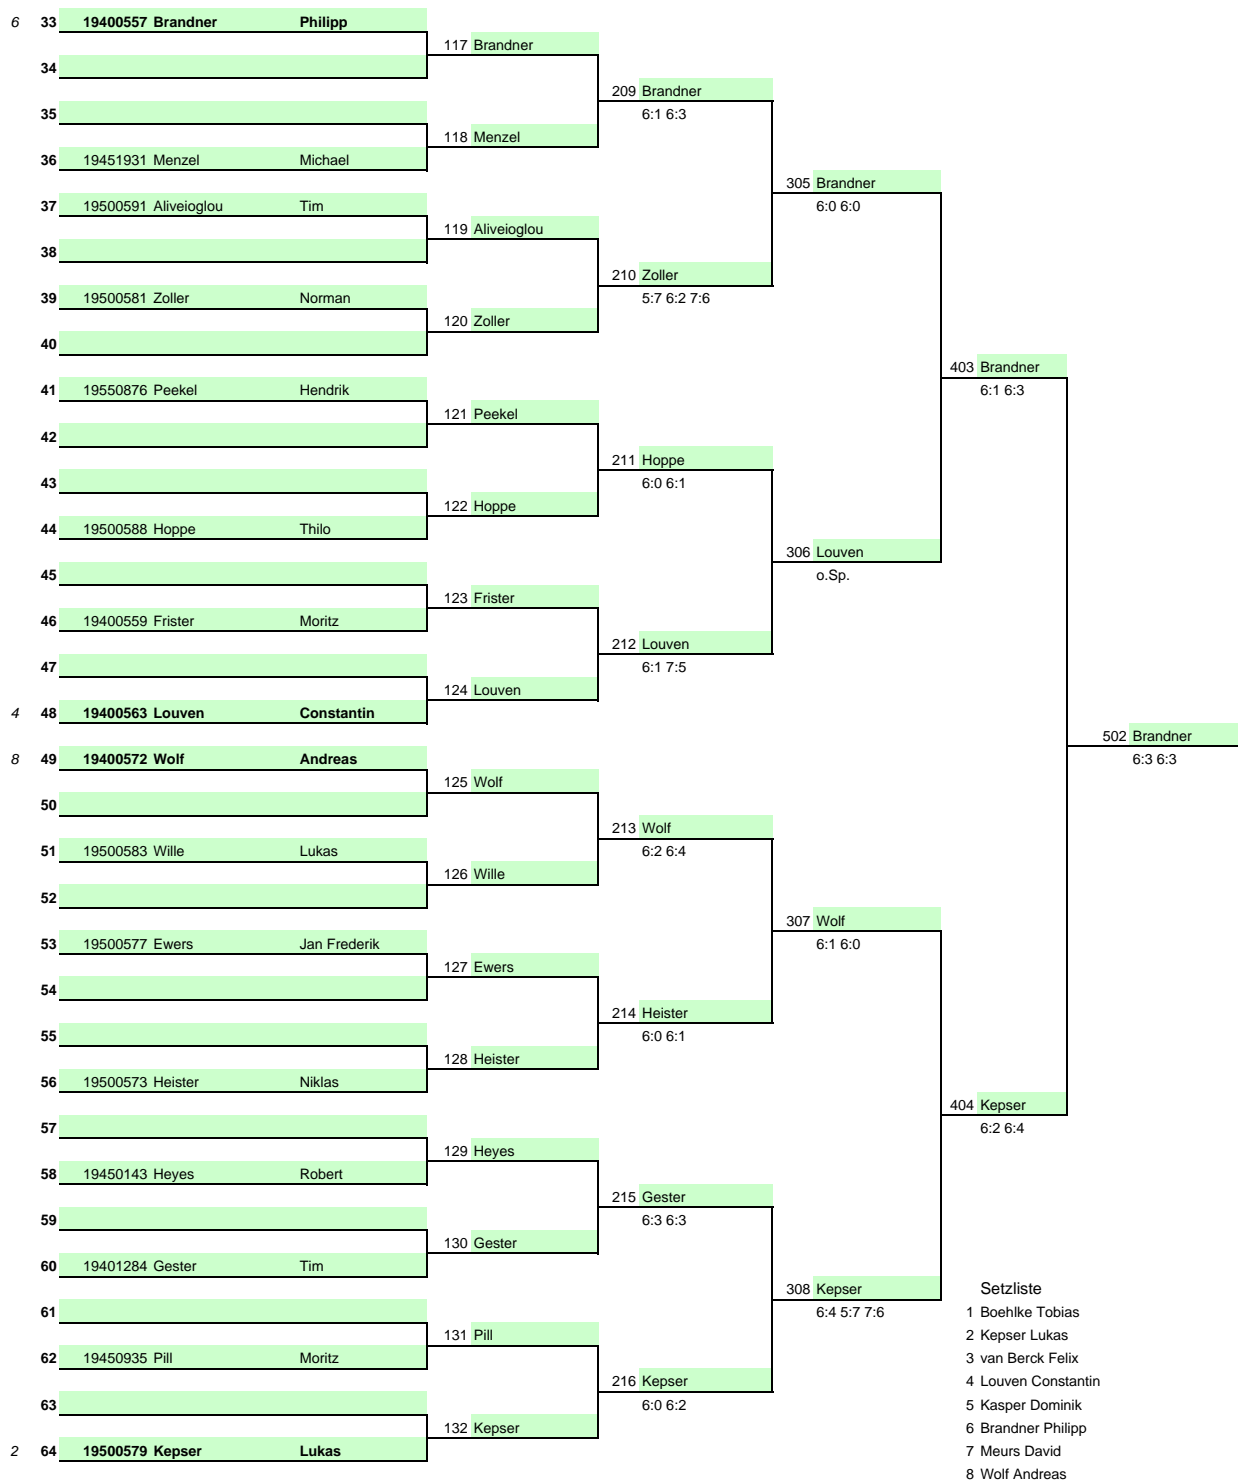 6 33 19400557 Brandner Philipp
117 Brandner
34
209 Brandner
35 6:1 6:3
118 Menzel
36 19451931 Menzel Michael
305 Brandner
37 19500591 Aliveioglou Tim 6:0 6:0
119 Aliveioglou
38
210 Zoller
39 19500581 Zoller Norman 5:7 6:2 7:6
120 Zoller
40
403 Brandner
41 19550876 Peekel Hendrik 6:1 6:3
121 Peekel
42
211 Hoppe
43 6:0 6:1
122 Hoppe
44 19500588 Hoppe Thilo
306 Louven
45 o.Sp.
123 Frister
46 19400559 Frister Moritz
212 Louven
47 6:1 7:5
124 Louven
4 48 19400563 Louven Constantin
502 Brandner
8 49 19400572 Wolf Andreas 6:3 6:3
125 Wolf
50
213 Wolf
51 19500583 Wille Lukas 6:2 6:4
126 Wille
52
307 Wolf
53 19500577 Ewers Jan Frederik 6:1 6:0
127 Ewers
54
214 Heister
55 6:0 6:1
128 Heister
56 19500573 Heister Niklas
404 Kepser
57 6:2 6:4
129 Heyes
58 19450143 Heyes Robert
215 Gester
59 6:3 6:3
130 Gester
60 19401284 Gester Tim
308 Kepser Setzliste
61 6:4 5:7 7:6 1 Boehlke Tobias
131 Pill 2 Kepser Lukas
62 19450935 Pill Moritz 3 van Berck Felix
216 Kepser 4 Louven Constantin
63 6:0 6:2 5 Kasper Dominik
132 Kepser 6 Brandner Philipp
2 64 19500579 Kepser Lukas 7 Meurs David
8 Wolf Andreas